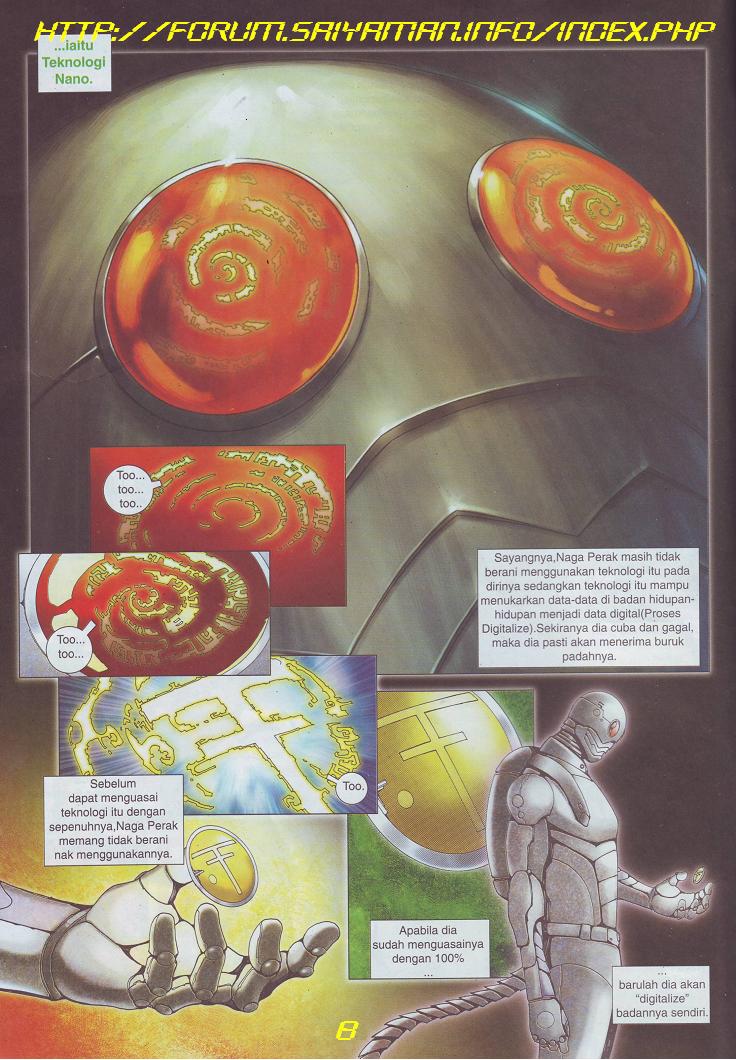 HTTP://FORUM.SAIYAMAN.INFO/INDEX.PHP
...iaitu
Teknologi
Nano.
Too...
too...
too..
Sayangnya,Naga Perak masih tidak
berani menggunakan teknologi itu pada
dirinya sedangkan teknologi itu mampu
menukarkan data-data di badan hidupan-
hidupan menjadi data digital(Proses
Digitalize).Sekiranya dia cuba dan gagal,
maka dia pasti akan menerima buruk
padahnya.
Too...
too...
Too.
Sebelum
dapat menguasai
teknologi itu dengan
sepenuhnya,Naga Perak
memang tidak berani
nak menggunakannya.
Apabila dia
sudah menguasainya
dengan 100%
...
...
barulah dia akan
“digitalize”
badannya sendiri.
8